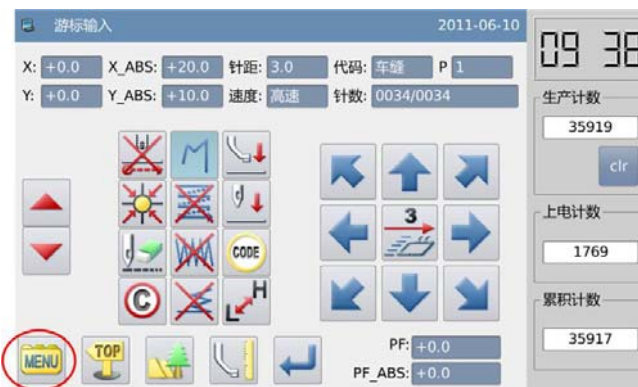 游标输入 2011-06-10
X: +0.0 X_ABS: +20.0 针距: 3.0 代码: 车缝 P 1
Y: +0.0 Y_ABS: +10.0 速度: 高速 针数: 0034/0034
09 38
生产计数
35919
clr
上电计数
1769
累积计数
35917
3
CODE
C
L H
MENU TOP
PF: +0.0
PF_ABS: +0.0